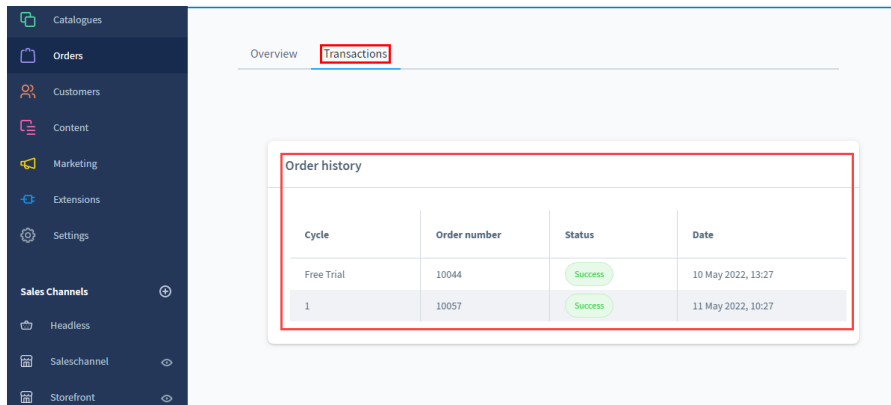 Catalogues
Orders
Customers
Content
Marketing
Extensions
Settings
Sales Channels
Headless
Saleschannel
Storefront
Overview Transactions
Order history
Cycle Order number Status Date
Free Trial 10044 Success 10 May 2022, 13:27
1 10057 Success 11 May 2022, 10:27